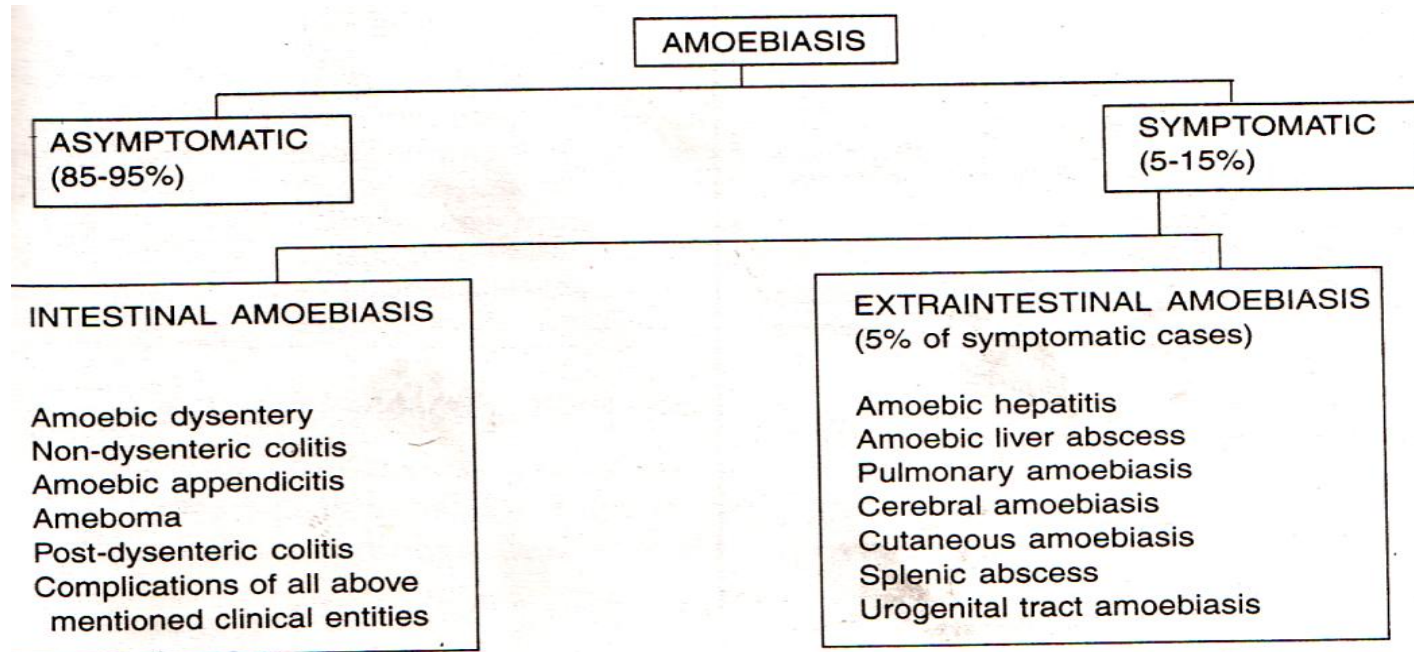 AMOEBIASIS
ASYMPTOMATIC
(85-95%)
SYMPTOMATIC
(5-15%)
INTESTINAL AMOEBIASIS
Amoebic dysentery
Non-dysenteric colitis
Amoebic appendicitis
Ameboma
Post-dysenteric colitis
Complications of all above
mentioned clinical entities
EXTRAINTESTINAL AMOEBIASIS
(5% of symptomatic cases)
Amoebic hepatitis
Amoebic liver abscess
Pulmonary amoebiasis
Cerebral amoebiasis
Cutaneous amoebiasis
Splenic abscess
Urogenital tract amoebiasis